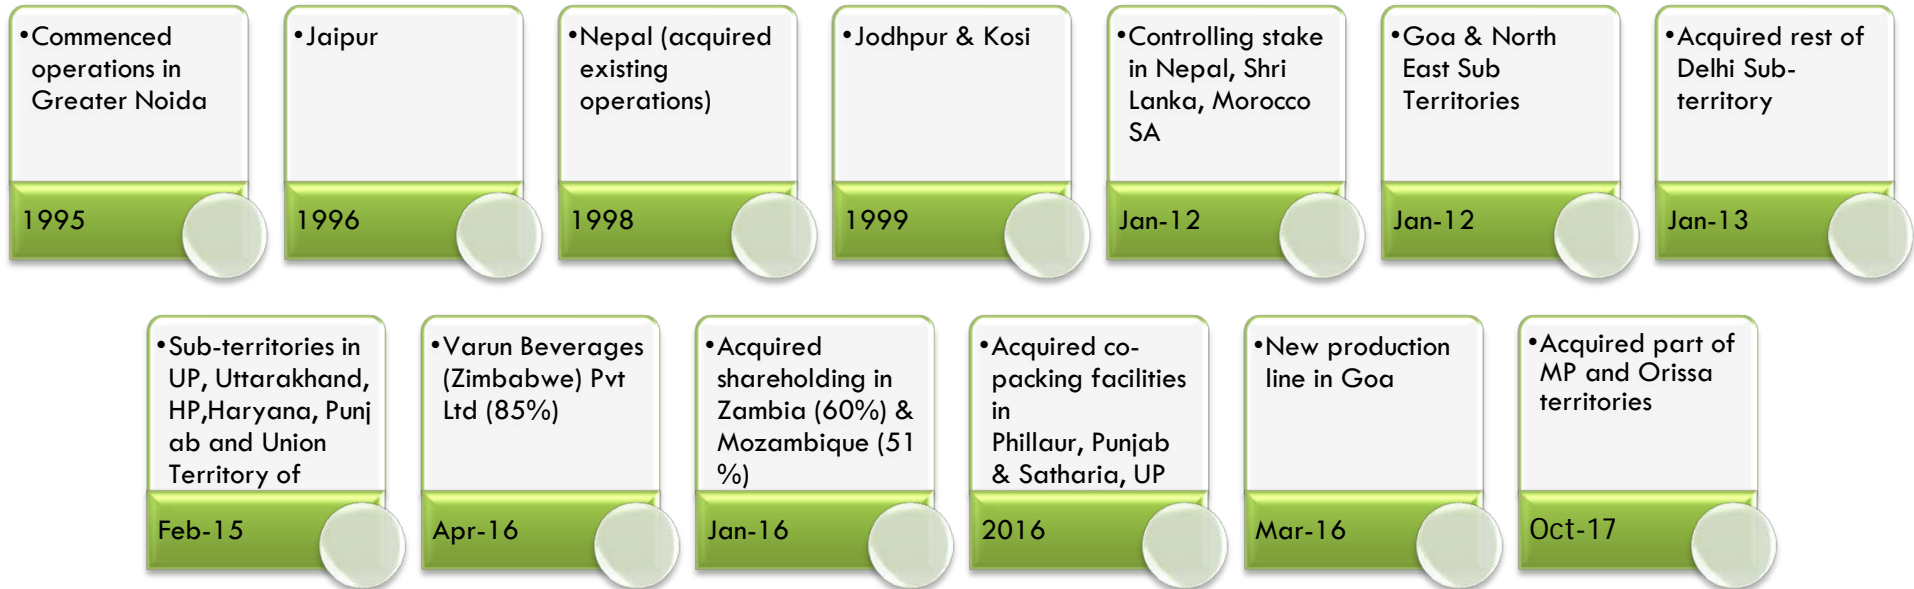 •Commenced
operations in
Greater Noida
1995
•Jaipur
1996
•Nepal (acquired
existing
operations)
1998
•Jodhpur & Kosi
1999
•Controlling stake
in Nepal, Shri
Lanka, Morocco
SA
Jan-12
•Goa & North
East Sub
Territories
Jan-12
•Acquired rest of
Delhi Sub-
territory
Jan-13
•Sub-territories in
UP, Uttarakhand,
HP,Haryana, Punj
ab and Union
Territory of
Feb-15
•Varun Beverages
(Zimbabwe) Pvt
Ltd (85%)
Apr-16
•Acquired
shareholding in
Zambia (60%) &
Mozambique (51
%)
Jan-16
•Acquired co-
packing facilities
in
Phillaur, Punjab
& Satharia, UP
2016
•New production
line in Goa
Mar-16
•Acquired part of
MP and Orissa
territories
Oct-17